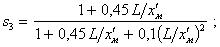 s₃ = (1 + 0,45 L/x′ₘ) / (1 + 0,45 L/x′ₘ + 0,1(L/x′ₘ)²) ;